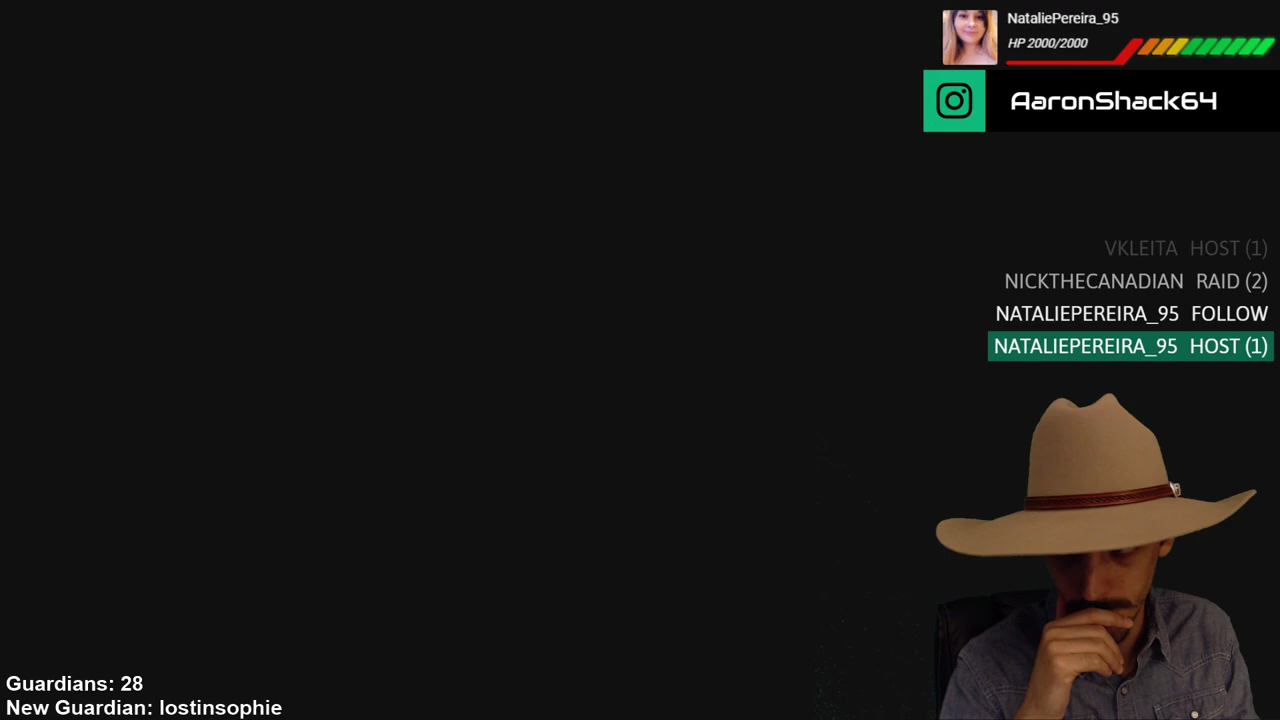 NataliePereira_95
HP 2000/2000
AaronShack64
VKLEITA HOST (1)
NICKTHECANADIAN RAID (2)
NATALIEPEREIRA_95 FOLLOW
NATALIEPEREIRA_95 HOST (1)
Guardians: 28
New Guardian: lostinsophie